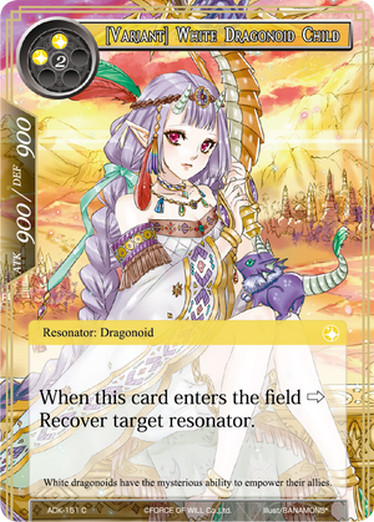 [Variant] White Dragonoid Child
2
ATK 900 / DEF 900
Resonator: Dragonoid
When this card enters the field ⇨
Recover target resonator.
White dragonoids have the mysterious ability to empower their allies.
ADK-151 C ©FORCE OF WILL Co.,Ltd. Illust/BANAMONS*